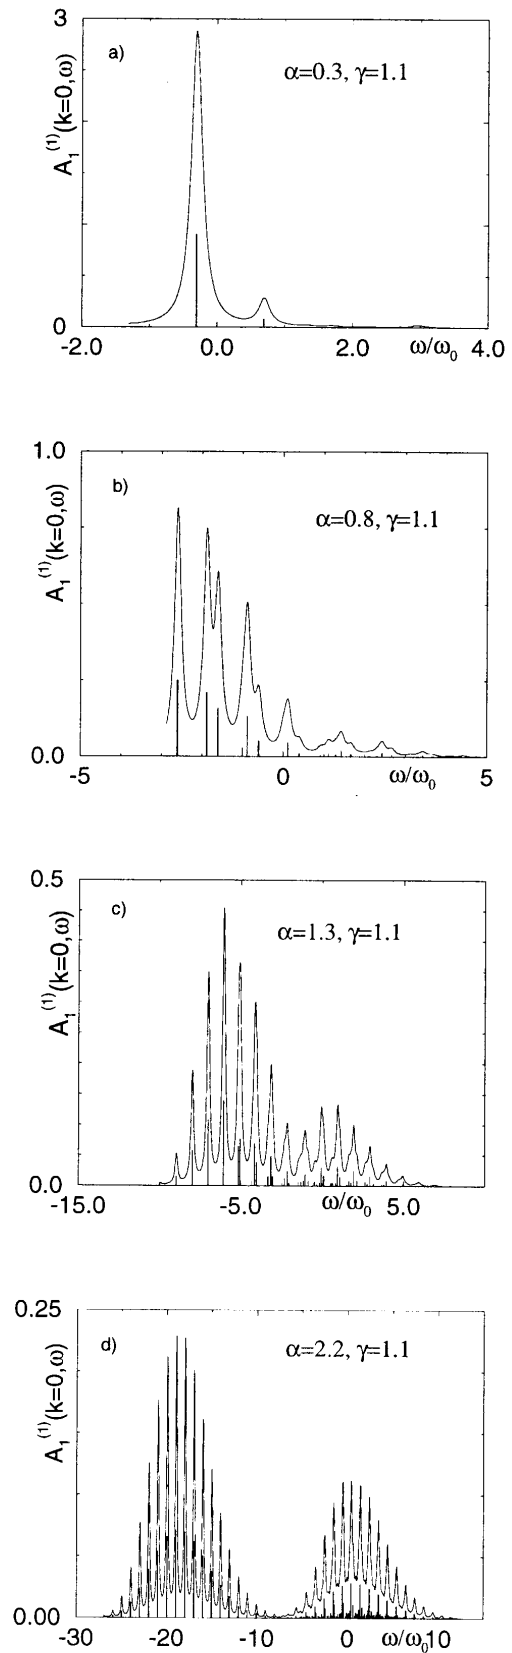 3
a)
α=0.3, γ=1.1
A₁⁽¹⁾(k=0,ω)
0
-2.0 0.0 2.0 ω/ω₀ 4.0
1.0
b)
α=0.8, γ=1.1
A₁⁽¹⁾(k=0,ω)
0.0
-5 0 ω/ω₀ 5
0.5
c)
α=1.3, γ=1.1
A₁⁽¹⁾(k=0,ω)
0.0
-15.0 -5.0 ω/ω₀ 5.0
0.25
d)
α=2.2, γ=1.1
A₁⁽¹⁾(k=0,ω)
0.00
-30 -20 -10 0 ω/ω₀10